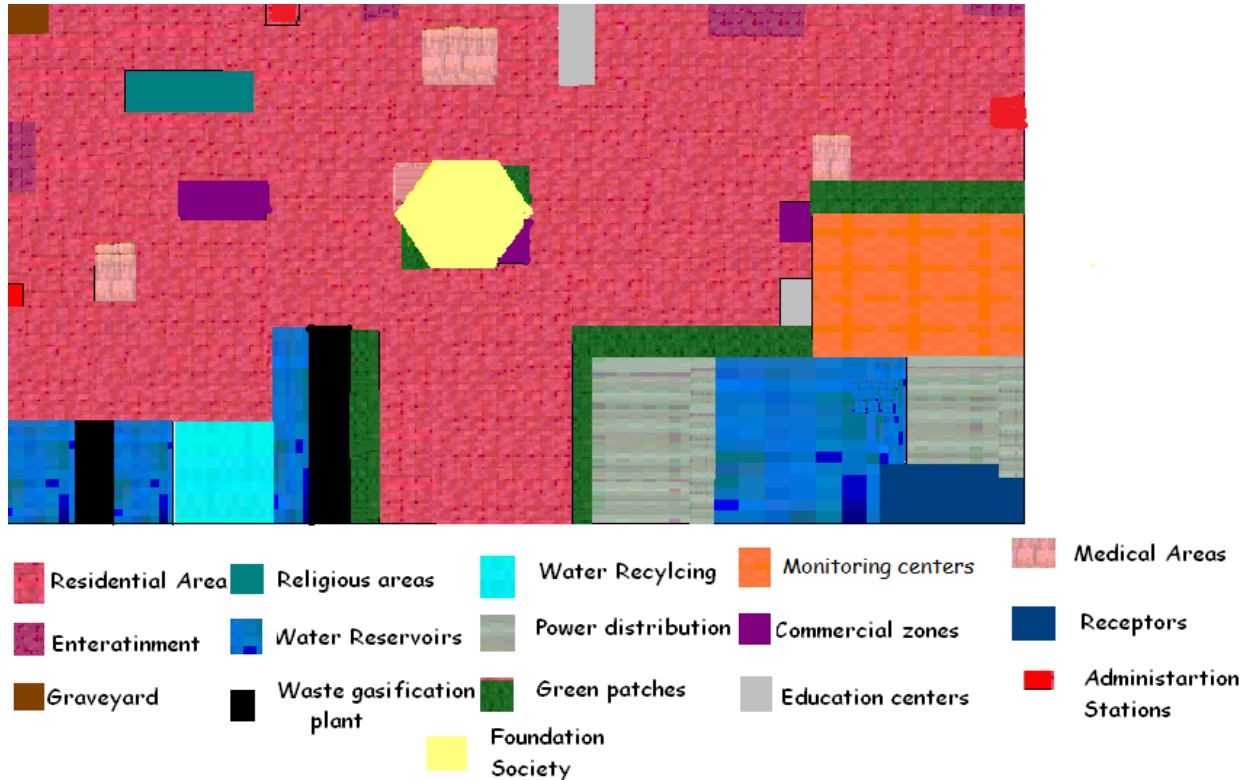 Residential Area
Religious areas
Water Recylcing
Monitoring centers
Medical Areas
Enteratinment
Water Reservoirs
Power distribution
Commercial zones
Receptors
Graveyard
Waste gasification
plant
Green patches
Education centers
Administartion
Stations
Foundation
Society